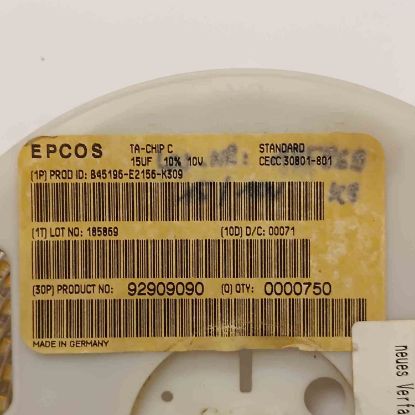 EPCOS TA-CHIP C STANDARD
15UF 10% 10V CECC 30801-801
(1P) PROD ID: B45196-E2156-K309
(1T) LOT NO: 185869 (10D) D/C: 00071
(30P) PRODUCT NO: 92909090 (Q) QTY: 0000750
MADE IN GERMANY
neues Verfa